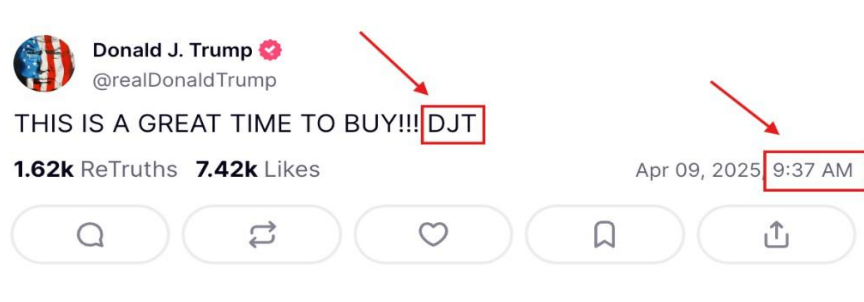 Donald J. Trump
@realDonaldTrump
THIS IS A GREAT TIME TO BUY!!! DJT
1.62k ReTruths 7.42k Likes Apr 09, 2025, 9:37 AM